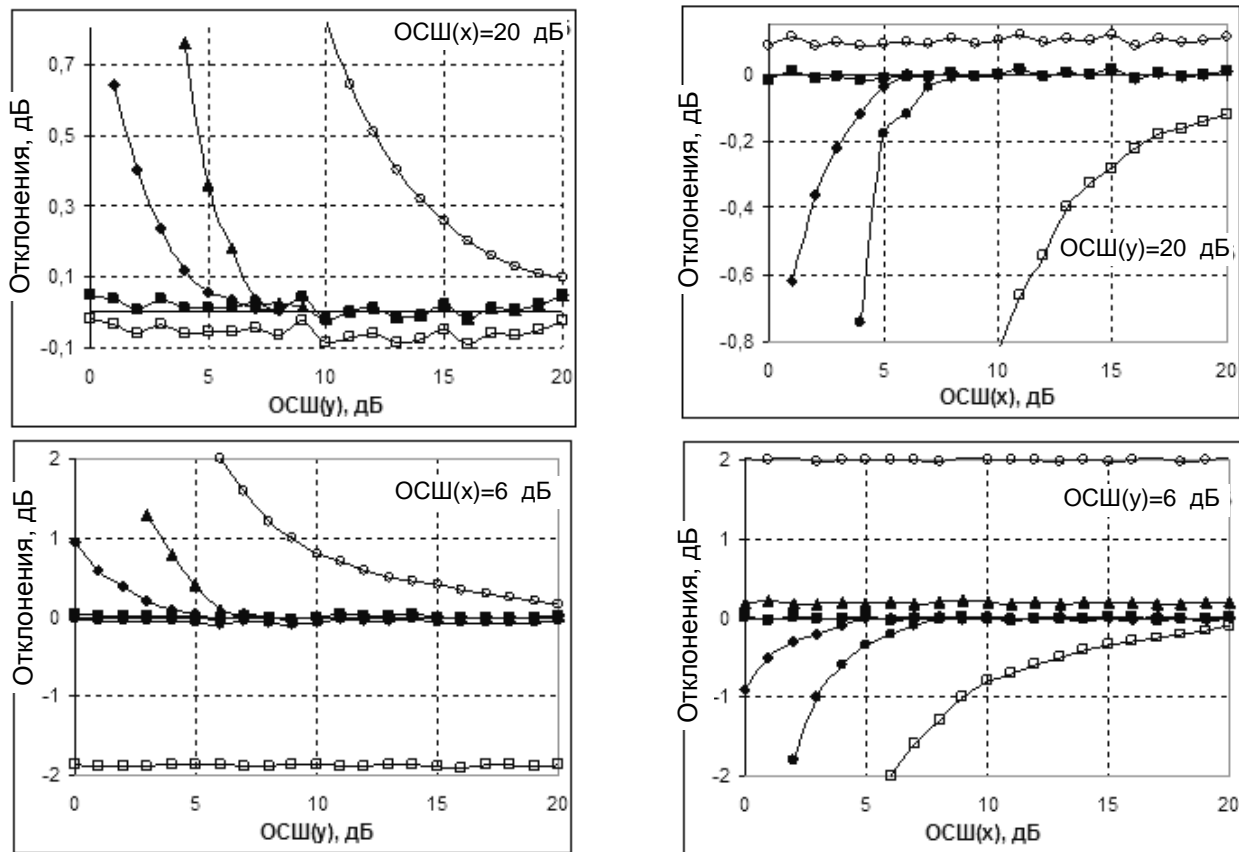 ОСШ(x)=20 дБ
Отклонения, дБ
0,7
0,5
0,3
0,1
-0,1
0 5 10 15 20
ОСШ(y), дБ
Отклонения, дБ
0
-0,2
-0,4
-0,6
-0,8
ОСШ(y)=20 дБ
0 5 10 15 20
ОСШ(x), дБ
Отклонения, дБ
2
1
0
-1
-2
ОСШ(x)=6 дБ
0 5 10 15 20
ОСШ(y), дБ
Отклонения, дБ
2
1
0
-1
-2
ОСШ(y)=6 дБ
0 5 10 15 20
ОСШ(x), дБ